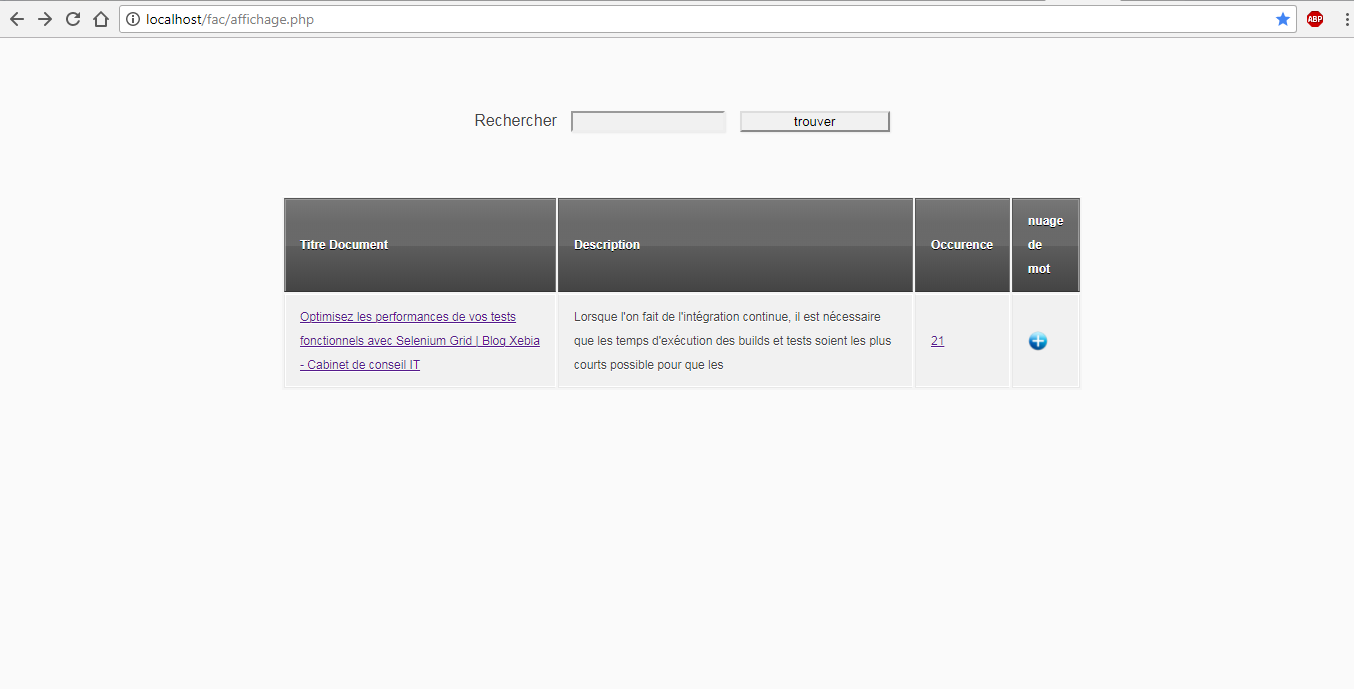 localhost/fac/affichage.php
ABP
Rechercher
trouver
Titre Document
Description
Occurence
nuage
de
mot
Optimisez les performances de vos tests
fonctionnels avec Selenium Grid | Blog Xebia
- Cabinet de conseil IT
Lorsque l'on fait de l'intégration continue, il est nécessaire
que les temps d'exécution des builds et tests soient les plus
courts possible pour que les
21